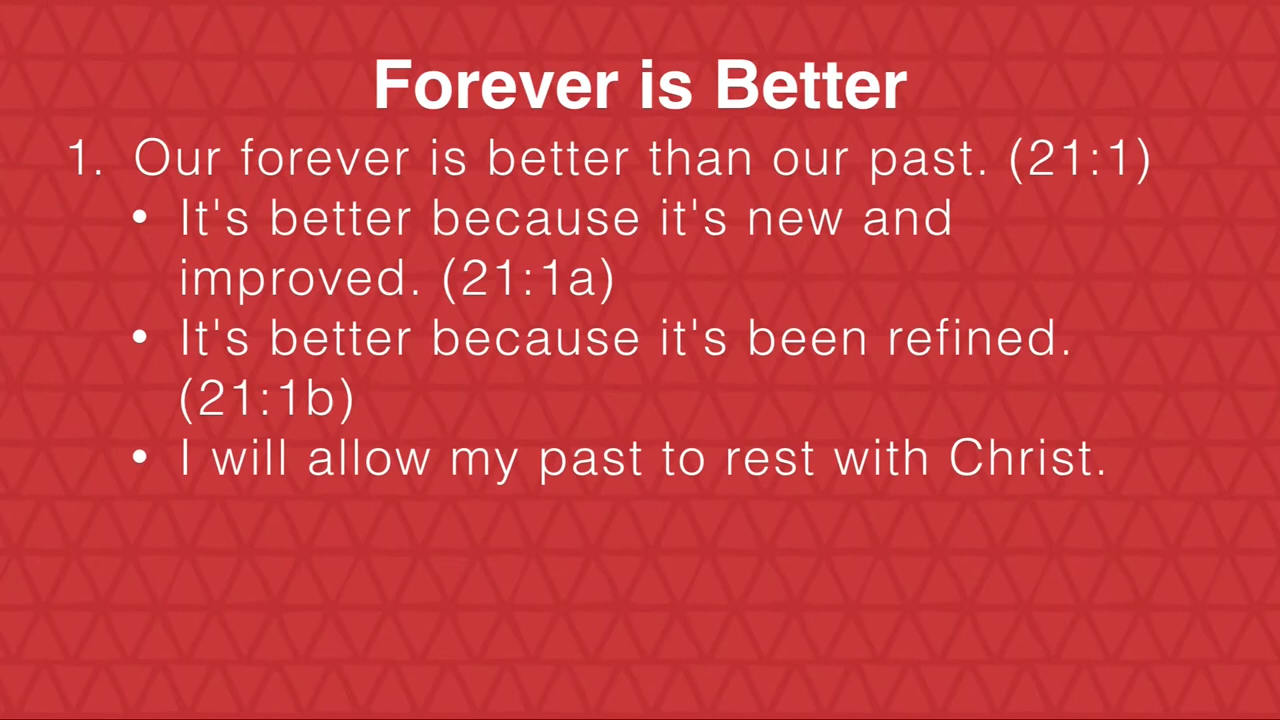 Forever is Better
1. Our forever is better than our past. (21:1)
• It's better because it's new and
improved. (21:1a)
• It's better because it's been refined.
(21:1b)
• I will allow my past to rest with Christ.